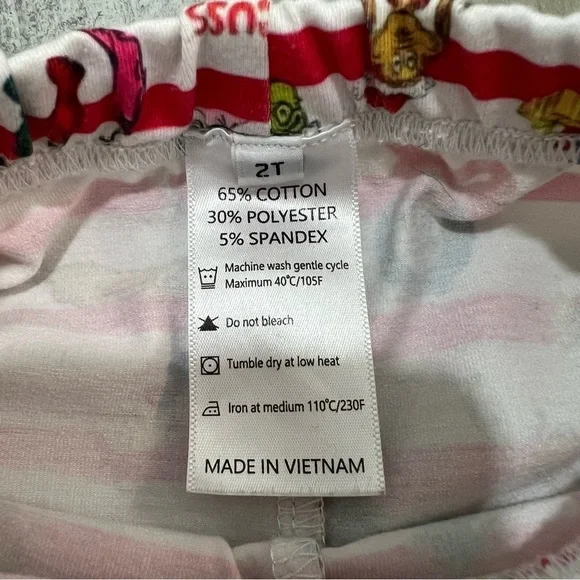 SSUSS
2T
65% COTTON
30% POLYESTER
5% SPANDEX
Machine wash gentle cycle
Maximum 40°C/105F
Do not bleach
Tumble dry at low heat
Iron at medium 110°C/230F
MADE IN VIETNAM